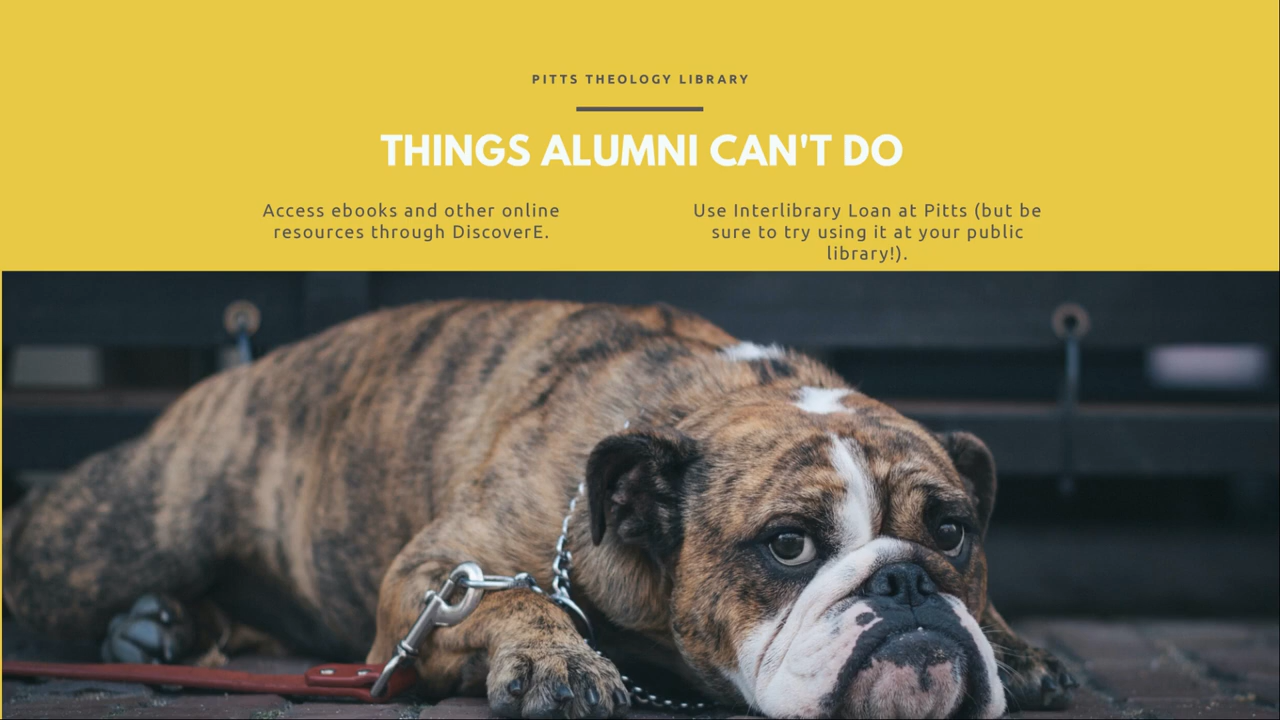 PITTS THEOLOGY LIBRARY
THINGS ALUMNI CAN'T DO
Access ebooks and other online
resources through DiscoverE.
Use Interlibrary Loan at Pitts (but be
sure to try using it at your public
library!).